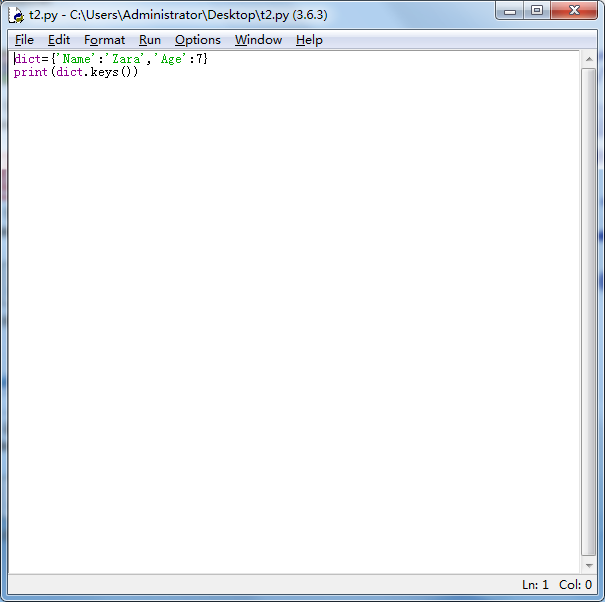 t2.py - C:\Users\Administrator\Desktop\t2.py (3.6.3)
File Edit Format Run Options Window Help
dict={'Name':'Zara','Age':7}
print(dict.keys())
Ln: 1 Col: 0